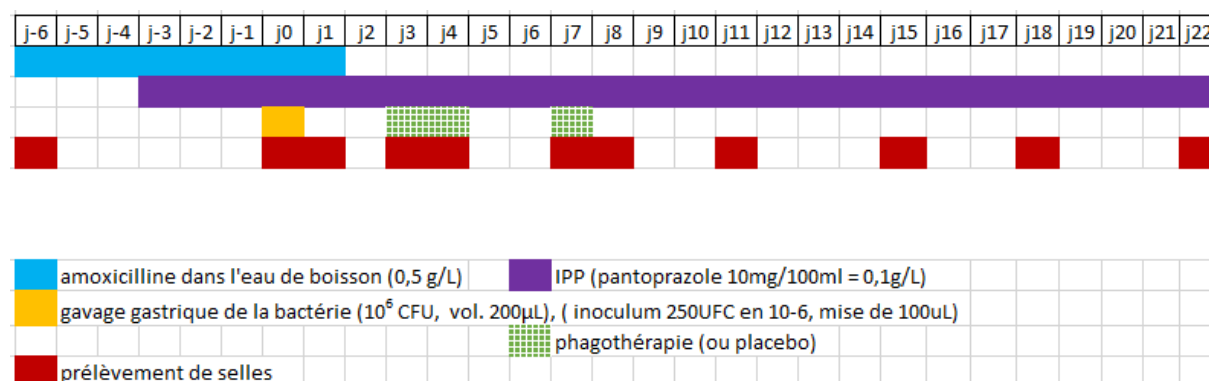 j-6 j-5 j-4 j-3 j-2 j-1 j0 j1 j2 j3 j4 j5 j6 j7 j8 j9 j10 j11 j12 j13 j14 j15 j16 j17 j18 j19 j20 j21 j22
amoxicilline dans l'eau de boisson (0,5 g/L) IPP (pantoprazole 10mg/100ml = 0,1g/L)
gavage gastrique de la bactérie (10⁶ CFU, vol. 200µL), ( inoculum 250UFC en 10-6, mise de 100uL)
phagothérapie (ou placebo)
prélèvement de selles